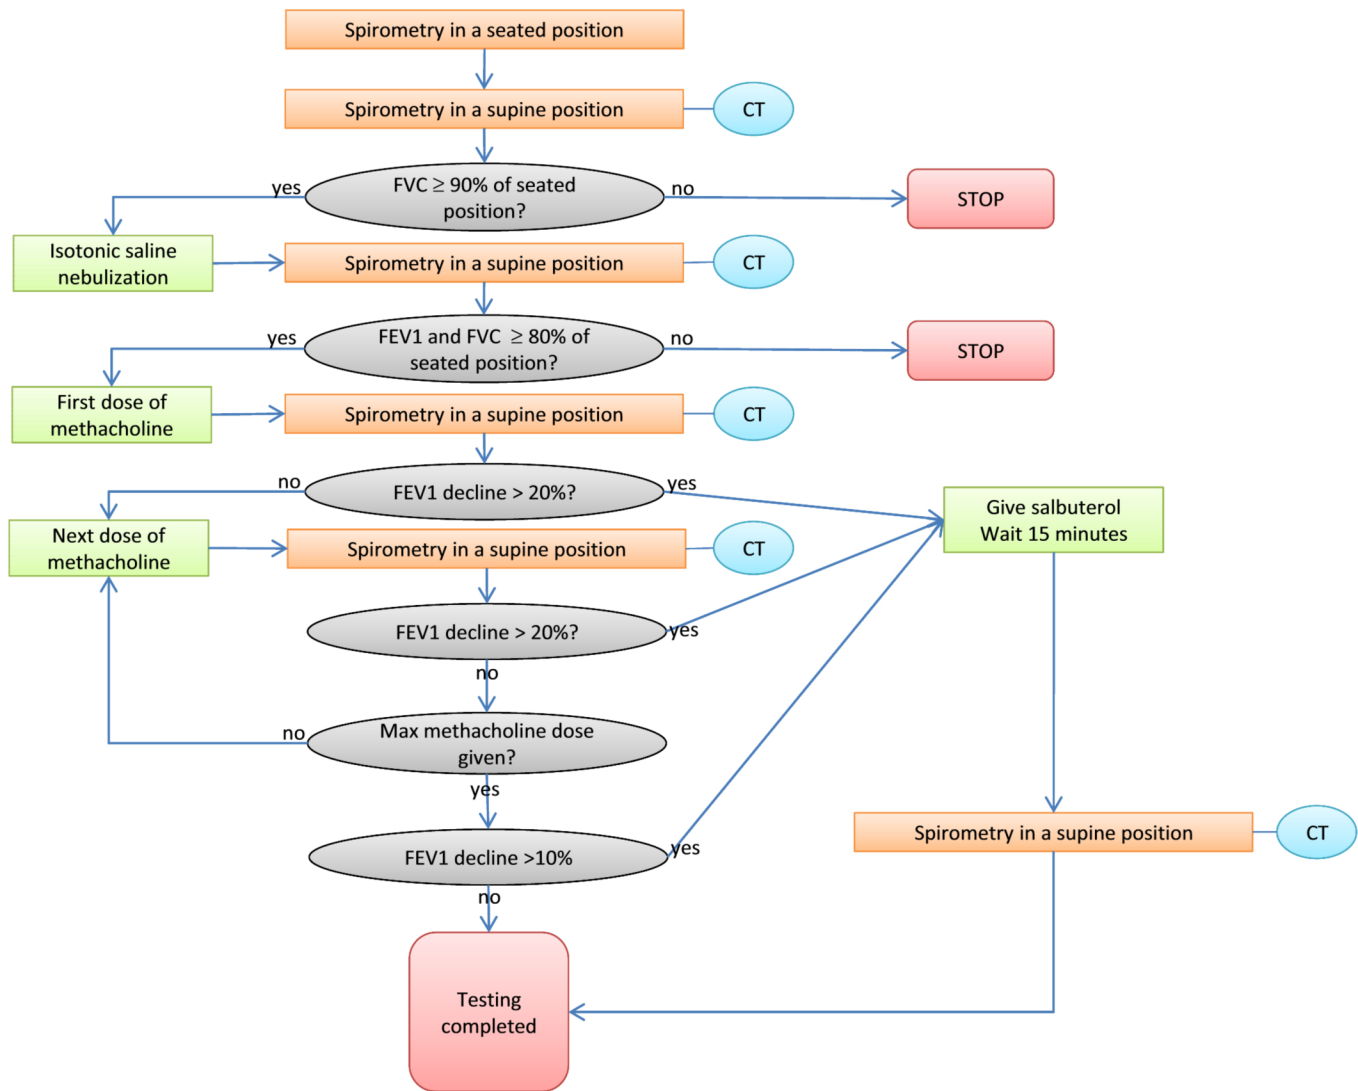 Spirometry in a seated position
Spirometry in a supine position
CT
FVC ≥ 90% of seated
position?
yes
no
STOP
Isotonic saline
nebulization
Spirometry in a supine position
CT
FEV1 and FVC ≥ 80% of
seated position?
yes
no
STOP
First dose of
methacholine
Spirometry in a supine position
CT
FEV1 decline > 20%?
no
yes
Give salbuterol
Wait 15 minutes
Next dose of
methacholine
Spirometry in a supine position
CT
FEV1 decline > 20%?
yes
no
Max methacholine dose
given?
no
yes
Spirometry in a supine position
CT
FEV1 decline >10%
yes
no
Testing
completed